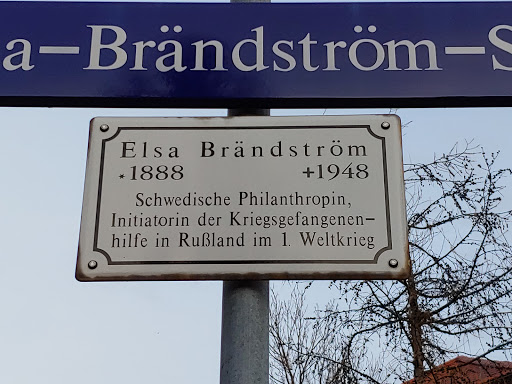 a-Brändström-S
Elsa Brändström
*1888 +1948
Schwedische Philanthropin,
Initiatorin der Kriegsgefangenen-
hilfe in Rußland im 1. Weltkrieg